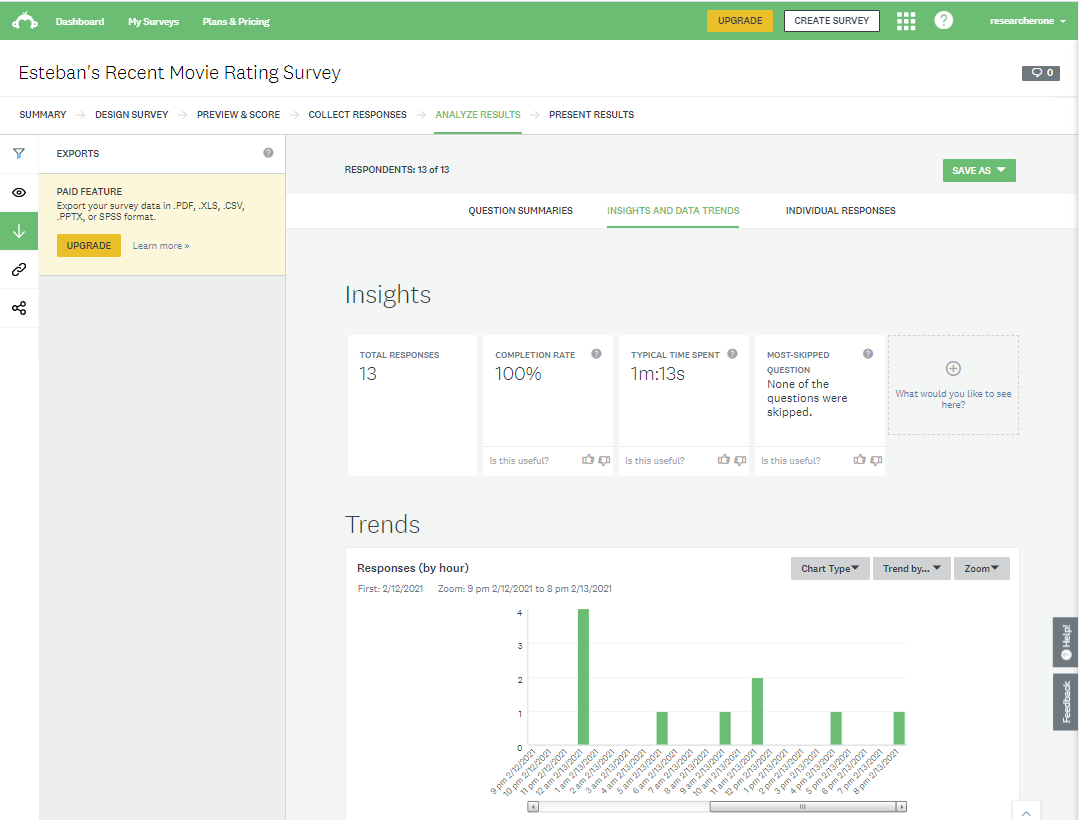 Dashboard My Surveys Plans & Pricing UPGRADE CREATE SURVEY ? researcherone
Esteban's Recent Movie Rating Survey
0
SUMMARY DESIGN SURVEY PREVIEW & SCORE COLLECT RESPONSES ANALYZE RESULTS PRESENT RESULTS
EXPORTS ?
PAID FEATURE
Export your survey data in .PDF, .XLS, .CSV,
.PPTX, or SPSS format.
UPGRADE Learn more »
RESPONDENTS: 13 of 13 SAVE AS
QUESTION SUMMARIES INSIGHTS AND DATA TRENDS INDIVIDUAL RESPONSES
Insights
TOTAL RESPONSES
13
COMPLETION RATE ?
100%
Is this useful?
TYPICAL TIME SPENT ?
1m:13s
Is this useful?
MOST-SKIPPED ?
QUESTION
None of the
questions were
skipped.
Is this useful?
What would you like to see
here?
Trends
Responses (by hour) Chart Type Trend by... Zoom
First: 2/12/2021 Zoom: 9 pm 2/12/2021 to 8 pm 2/13/2021
4
3
2
1
0
9 pm 2/12/2021
10 pm 2/12/2021
11 pm 2/12/2021
12 am 2/13/2021
1 am 2/13/2021
2 am 2/13/2021
3 am 2/13/2021
4 am 2/13/2021
5 am 2/13/2021
6 am 2/13/2021
7 am 2/13/2021
8 am 2/13/2021
9 am 2/13/2021
10 am 2/13/2021
11 am 2/13/2021
12 pm 2/13/2021
1 pm 2/13/2021
2 pm 2/13/2021
3 pm 2/13/2021
4 pm 2/13/2021
5 pm 2/13/2021
6 pm 2/13/2021
7 pm 2/13/2021
8 pm 2/13/2021
? Help!
Feedback